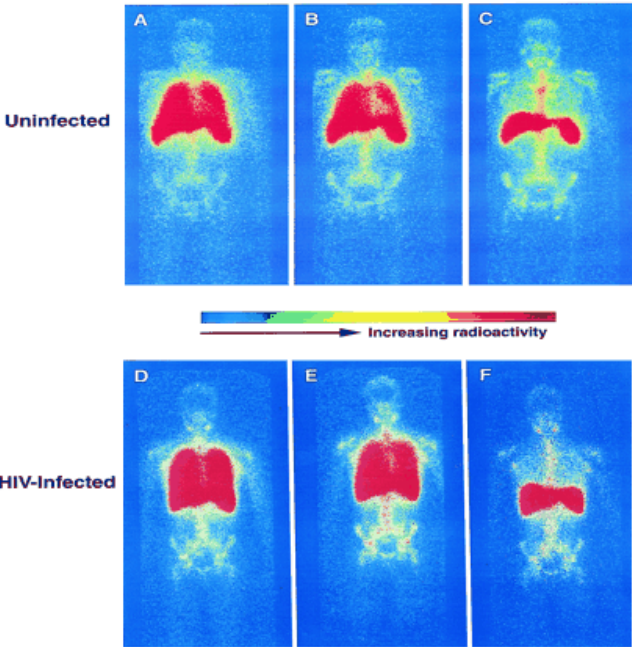 A B C
Uninfected
Increasing radioactivity
D E F
HIV-Infected